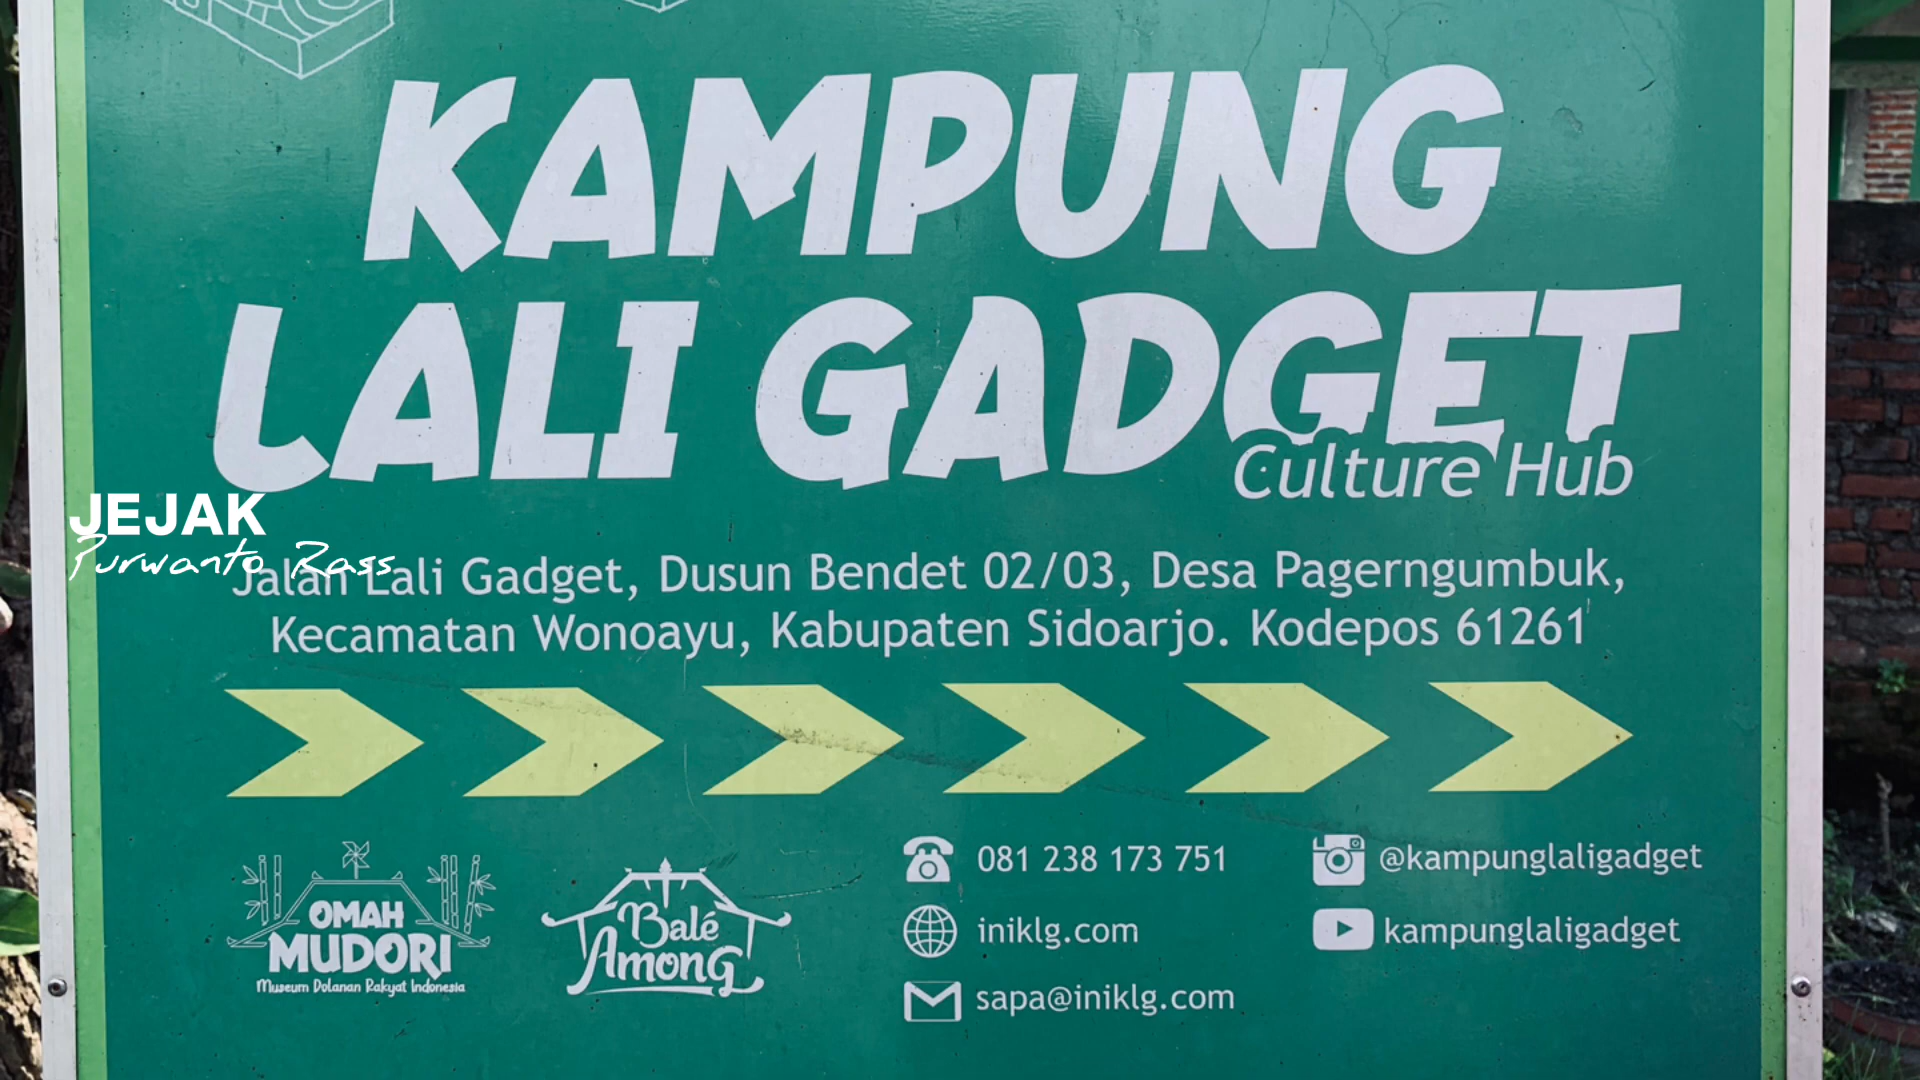 KAMPUNG
LALI GADGET
Culture Hub
JEJAK
Purwanto Rass
Jalan Lali Gadget, Dusun Bendet 02/03, Desa Pagerngumbuk,
Kecamatan Wonoayu, Kabupaten Sidoarjo. Kodepos 61261
OMAH
MUDORI
Museum Dolanan Rakyat Indonesia
Balé
Among
081 238 173 751
iniklg.com
sapa@iniklg.com
@kampunglaligadget
kampunglaligadget